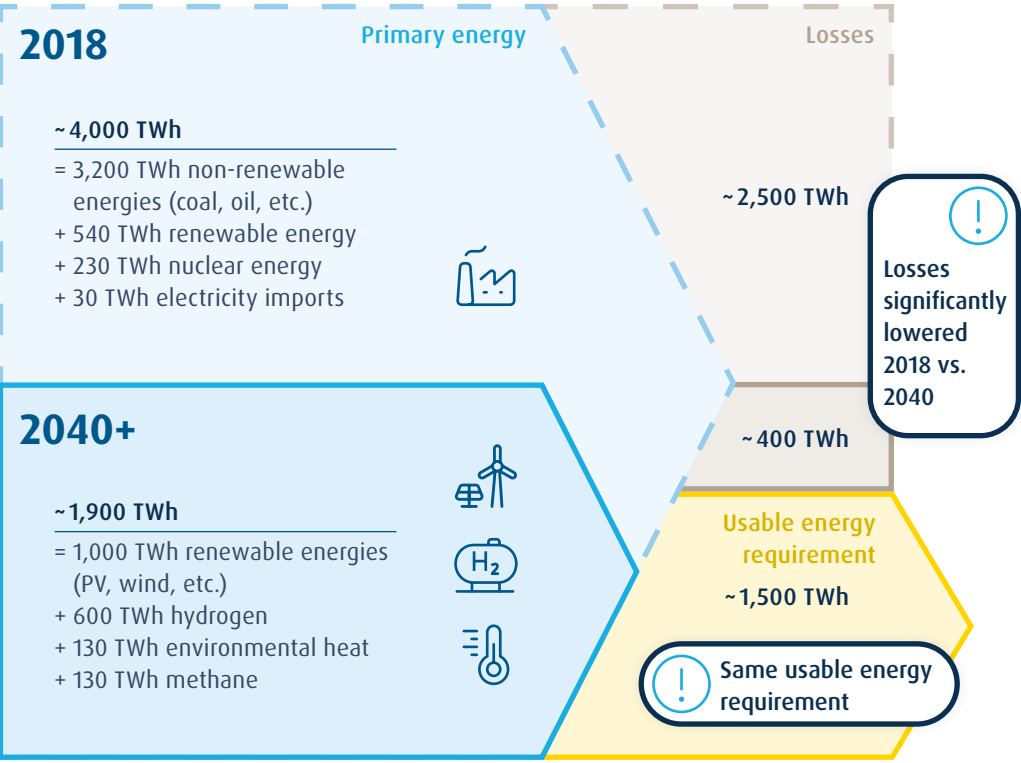 2018
Primary energy
~ 4,000 TWh
= 3,200 TWh non-renewable
energies (coal, oil, etc.)
+ 540 TWh renewable energy
+ 230 TWh nuclear energy
+ 30 TWh electricity imports
Losses
~ 2,500 TWh
Losses
significantly
lowered
2018 vs.
2040
2040+
~ 1,900 TWh
= 1,000 TWh renewable energies
(PV, wind, etc.)
+ 600 TWh hydrogen
+ 130 TWh environmental heat
+ 130 TWh methane
H₂
~ 400 TWh
Usable energy
requirement
~ 1,500 TWh
Same usable energy
requirement